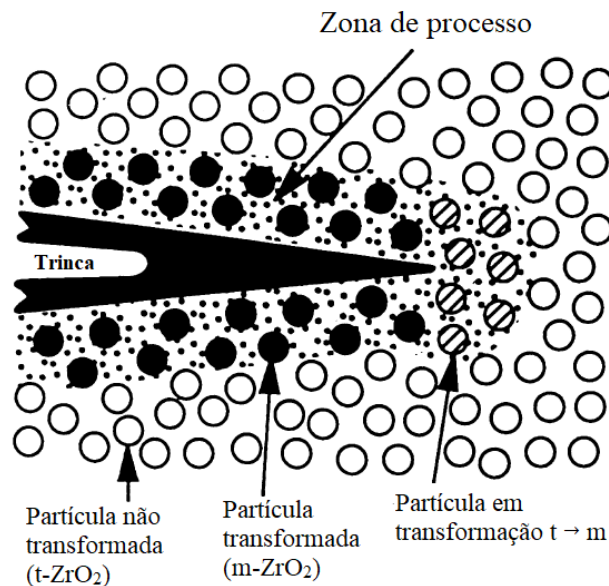 Zona de processo
Trinca
Partícula não
transformada
(t-ZrO₂)
Partícula
transformada
(m-ZrO₂)
Partícula em
transformação t → m